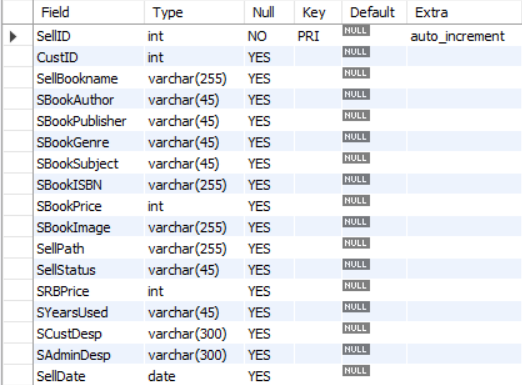 Field Type Null Key Default Extra
SellID int NO PRI NULL auto_increment
CustID int YES NULL
SellBookname varchar(255) YES NULL
SBookAuthor varchar(45) YES NULL
SBookPublisher varchar(45) YES NULL
SBookGenre varchar(45) YES NULL
SBookSubject varchar(45) YES NULL
SBookISBN varchar(255) YES NULL
SBookPrice int YES NULL
SBookImage varchar(255) YES NULL
SellPath varchar(255) YES NULL
SellStatus varchar(45) YES NULL
SRBPrice int YES NULL
SYearsUsed varchar(45) YES NULL
SCustDesp varchar(300) YES NULL
SAdminDesp varchar(300) YES NULL
SellDate date YES NULL